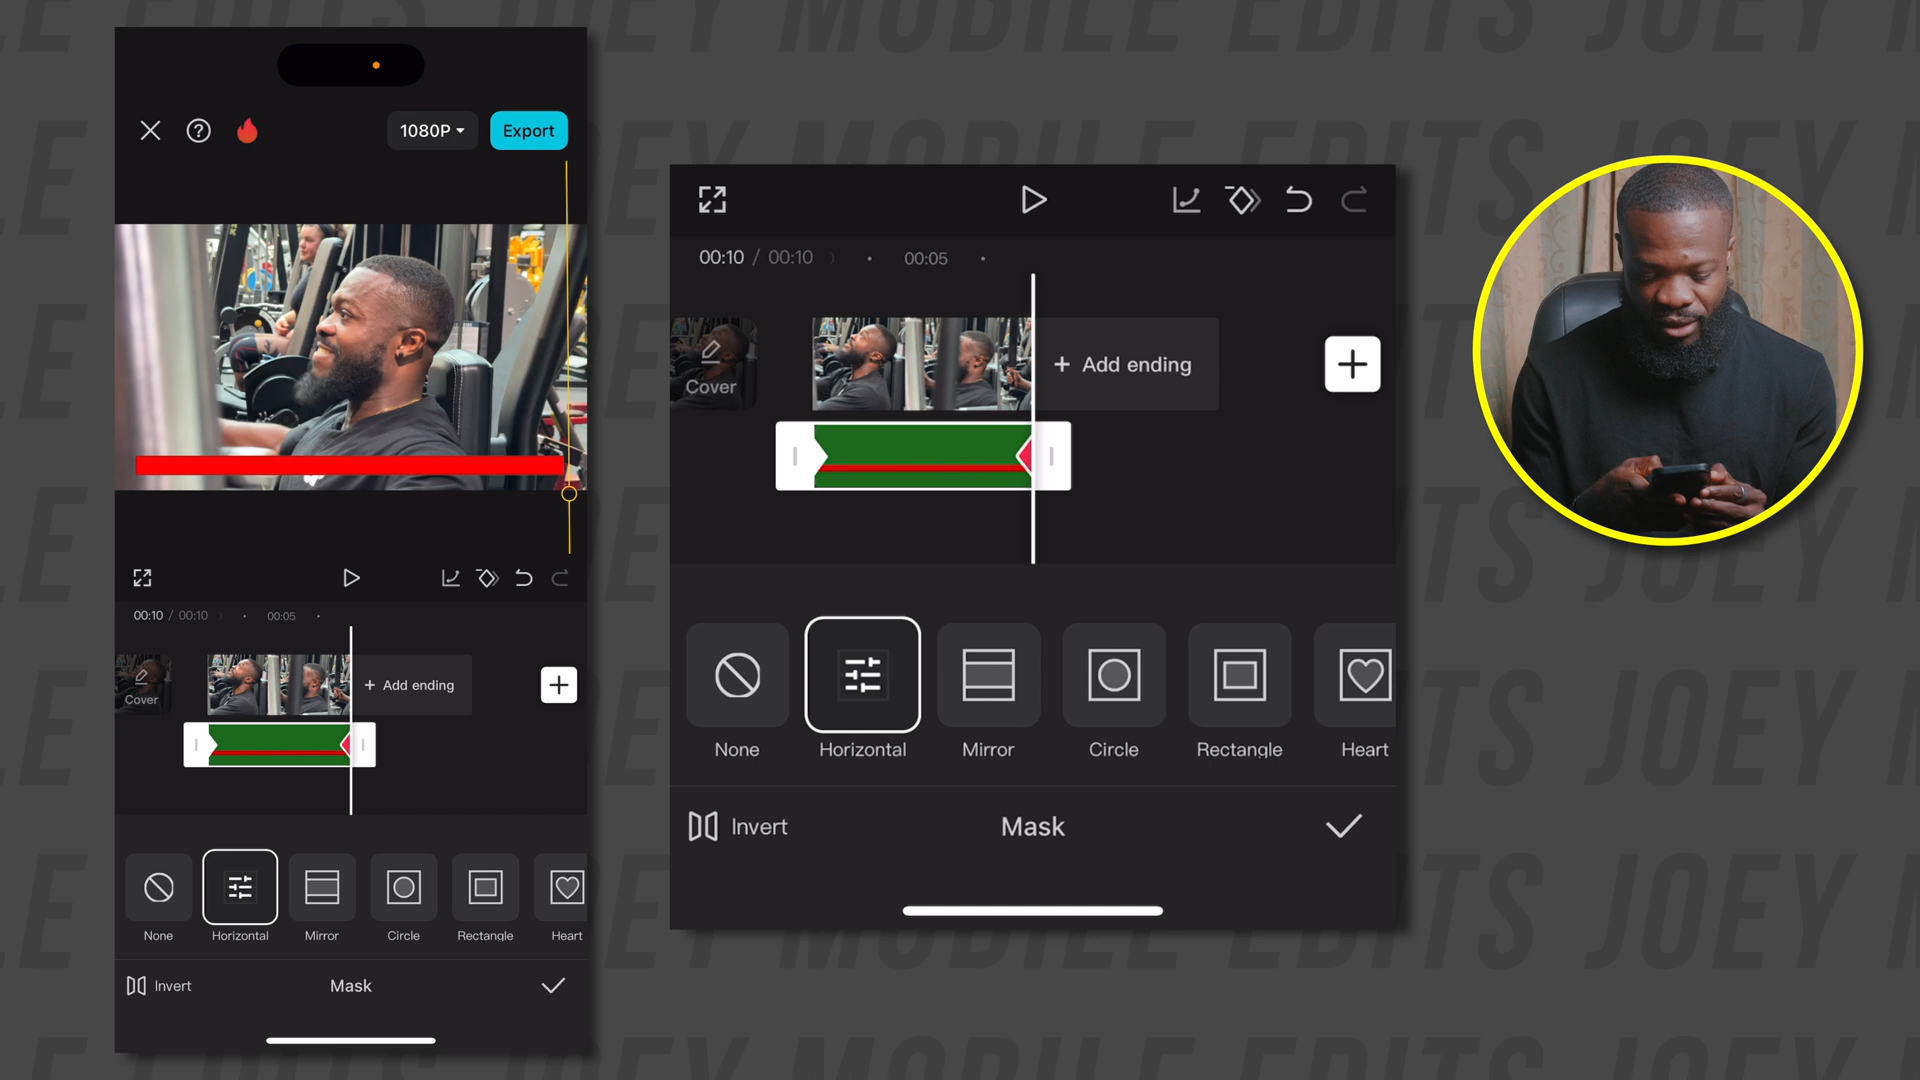 JOEY MOBILE EDITS JOEY M
1080P
Export
00:10 / 00:10
00:05
Cover
+ Add ending
None
Horizontal
Mirror
Circle
Rectangle
Heart
Invert
Mask
00:10 / 00:10
00:05
Cover
+ Add ending
None
Horizontal
Mirror
Circle
Rectangle
Heart
Invert
Mask